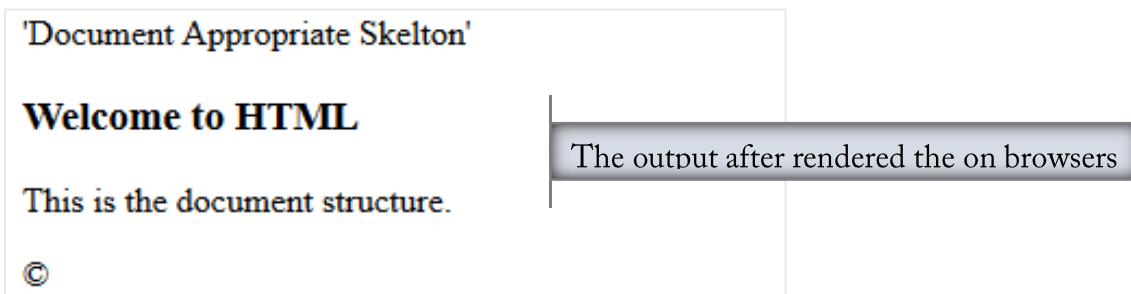 'Document Appropriate Skelton'
Welcome to HTML
The output after rendered the on browsers
This is the document structure.
©